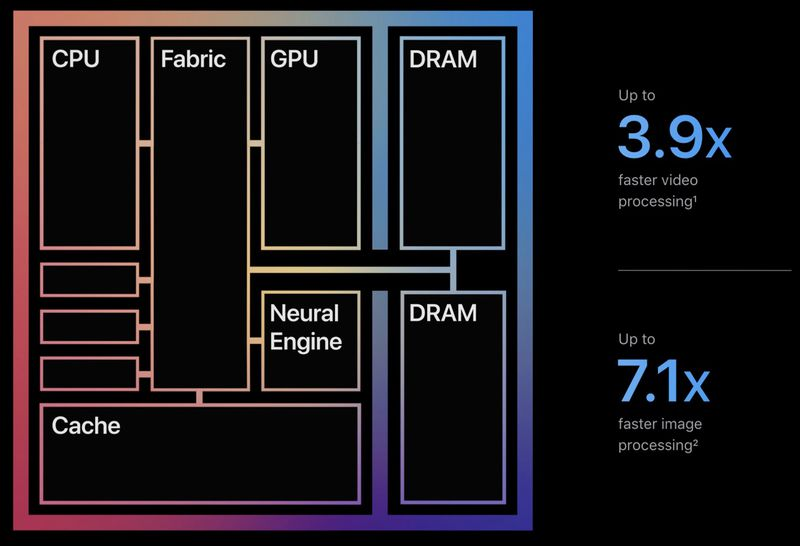 CPU
Fabric
GPU
DRAM
Neural
Engine
DRAM
Cache
Up to
3.9x
faster video
processing¹
Up to
7.1x
faster image
processing²